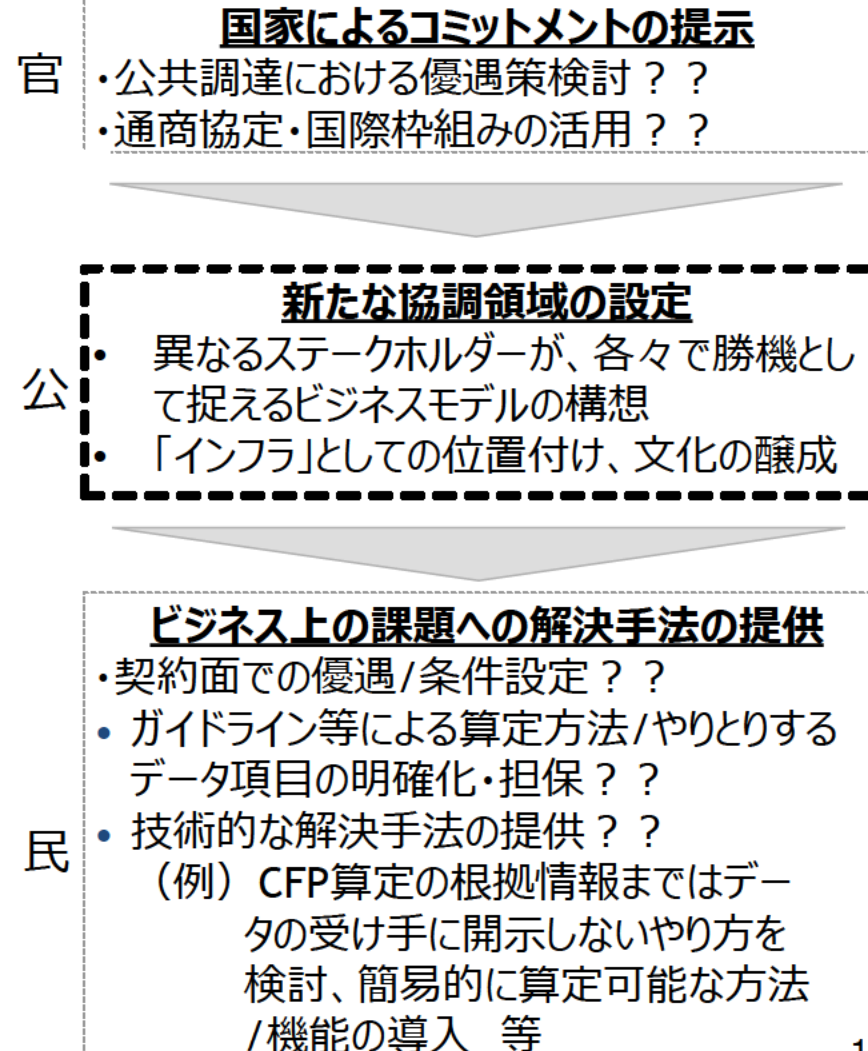 国家によるコミットメントの提示
官
・公共調達における優遇策検討？？
・通商協定・国際枠組みの活用？？
新たな協調領域の設定
公
• 異なるステークホルダーが、各々で勝機とし
て捉えるビジネスモデルの構想
• 「インフラ」としての位置付け、文化の醸成
ビジネス上の課題への解決手法の提供
・契約面での優遇/条件設定？？
• ガイドライン等による算定方法/やりとりする
データ項目の明確化・担保？？
民
• 技術的な解決手法の提供？？
（例）CFP算定の根拠情報まではデー
タの受け手に開示しないやり方を
検討、簡易的に算定可能な方法
/機能の導入 等